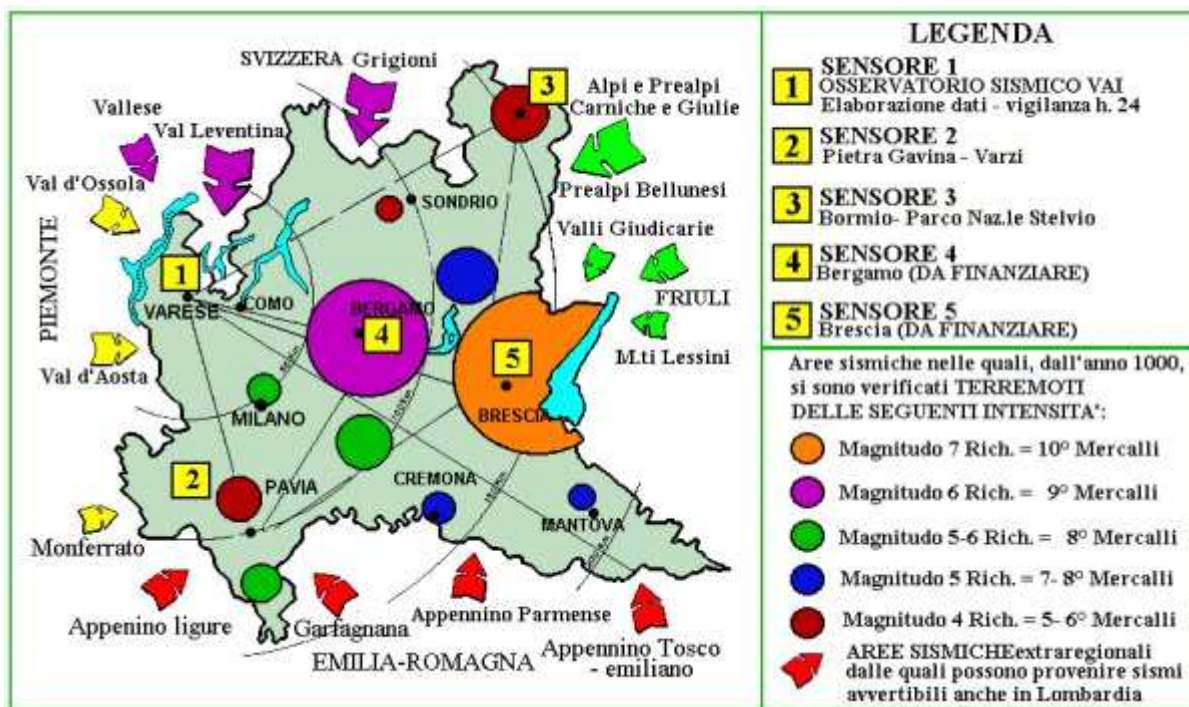 SVIZZERA Grigioni
Vallese
Val Leventina
Val d'Ossola
PIEMONTE
3
Alpi e Prealpi
Carniche e Giulie
Prealpi Bellunesi
SONDRIO
Valli Giudicarie
1
VARESE
COMO
BERGAMO
4
FRIULI
M.ti Lessini
Val d'Aosta
5
BRESCIA
MILANO
2
PAVIA
CREMONA
MANTOVA
Monferrato
Appenino ligure
Garfagnana
Appennino Parmense
Appennino Tosco
- emiliano
EMILIA-ROMAGNA
LEGENDA
1
SENSORE 1
OSSERVATORIO SISMICO VAI
Elaborazione dati - vigilanza h. 24
2
SENSORE 2
Pietra Gavina - Varzi
3
SENSORE 3
Bormio- Parco Naz.le Stelvio
4
SENSORE 4
Bergamo (DA FINANZIARE)
5
SENSORE 5
Brescia (DA FINANZIARE)
Aree sismiche nelle quali, dall'anno 1000,
si sono verificati TERREMOTI
DELLE SEGUENTI INTENSITA':
Magnitudo 7 Rich. = 10° Mercalli
Magnitudo 6 Rich. = 9° Mercalli
Magnitudo 5-6 Rich. = 8° Mercalli
Magnitudo 5 Rich. = 7- 8° Mercalli
Magnitudo 4 Rich. = 5- 6° Mercalli
AREE SISMICHEextraregionali
dalle quali possono provenire sismi
avvertibili anche in Lombardia